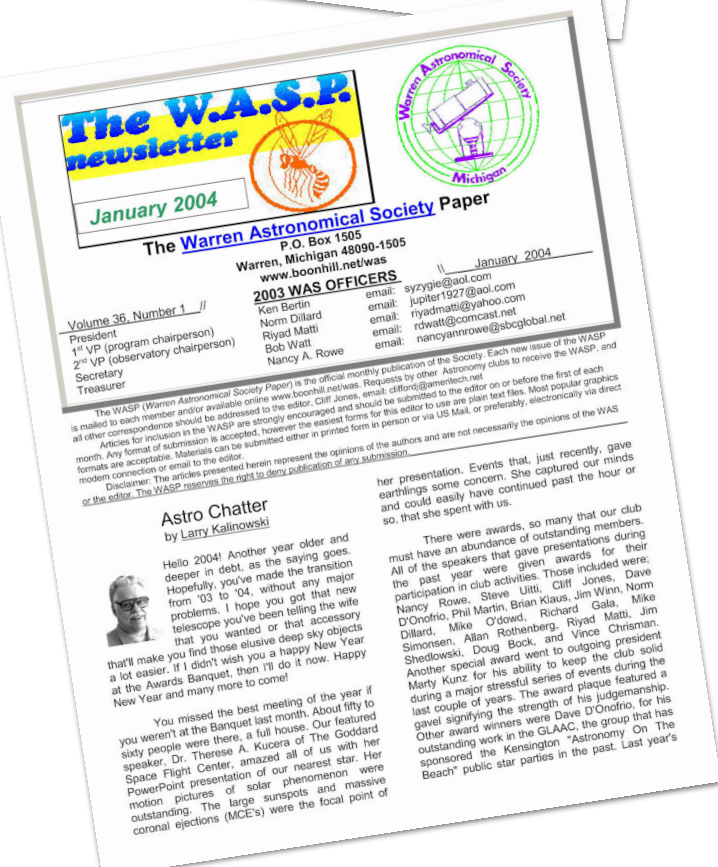 The W.A.S.P.
newsletter
January 2004
Warren Astronomical Society
Michigan
The Warren Astronomical Society Paper
P.O. Box 1505
Warren, Michigan 48090-1505
www.boonhill.net/was
Volume 36, Number 1 //
2003 WAS OFFICERS
\\ January 2004
President Ken Bertin email: syzygie@aol.com
1st VP (program chairperson) Norm Dillard email: jupiter1927@aol.com
2nd VP (observatory chairperson) Riyad Matti email: riyadmatti@yahoo.com
Secretary Bob Watt email: rdwatt@comcast.net
Treasurer Nancy A. Rowe email: nancyannrowe@sbcglobal.net
The WASP (Warren Astronomical Society Paper) is the official monthly publication of the Society. Each new issue of the WASP
is mailed to each member and/or available online www.boonhill.net/was. Requests by other Astronomy clubs to receive the WASP, and
all other correspondence should be addressed to the editor, Cliff Jones, email: cliffordj@ameritech.net
Articles for inclusion in the WASP are strongly encouraged and should be submitted to the editor on or before the first of each
month. Any format of submission is accepted, however the easiest forms for this editor to use are plain text files. Most popular graphics
formats are acceptable. Materials can be submitted either in printed form in person or via US Mail, or preferably, electronically via direct
modem connection or email to the editor.
Disclaimer: The articles presented herein represent the opinions of the authors and are not necessarily the opinions of the WAS
or the editor. The WASP reserves the right to deny publication of any submission.
Astro Chatter
by Larry Kalinowski
Hello 2004! Another year older and
deeper in debt, as the saying goes.
Hopefully, you've made the transition
from '03 to '04, without any major
problems. I hope you got that new
telescope you've been telling the wife
that you wanted or that accessory
that'll make you find those elusive deep sky objects
a lot easier. If I didn't wish you a happy New Year
at the Awards Banquet, then I'll do it now. Happy
New Year and many more to come!
You missed the best meeting of the year if
you weren't at the Banquet last month. About fifty to
sixty people were there, a full house. Our featured
speaker, Dr. Therese A. Kucera of The Goddard
Space Flight Center, amazed all of us with her
PowerPoint presentation of our nearest star. Her
motion pictures of solar phenomenon were
outstanding. The large sunspots and massive
coronal ejections (MCE's) were the focal point of
her presentation. Events that, just recently, gave
earthlings some concern. She captured our minds
and could easily have continued past the hour or
so, that she spent with us.
There were awards, so many that our club
must have an abundance of outstanding members.
All of the speakers that gave presentations during
the past year were given awards for their
participation in club activities. Those included were;
Nancy Rowe, Steve Uitti, Cliff Jones, Dave
D'Onofrio, Phil Martin, Brian Klaus, Jim Winn, Norm
Dillard, Mike O'dowd, Richard Gala, Mike
Simonsen, Allan Rothenberg, Riyad Matti, Jim
Shedlowski, Doug Bock, and Vince Chrisman.
Another special award went to outgoing president
Marty Kunz for his ability to keep the club solid
during a major stressful series of events during the
last couple of years. The award plaque featured a
gavel signifying the strength of his judgemanship.
Other award winners were Dave D'Onofrio, for his
outstanding work in the GLAAC, the group that has
sponsored the Kensington "Astronomy On The
Beach" public star parties in the past. Last year's